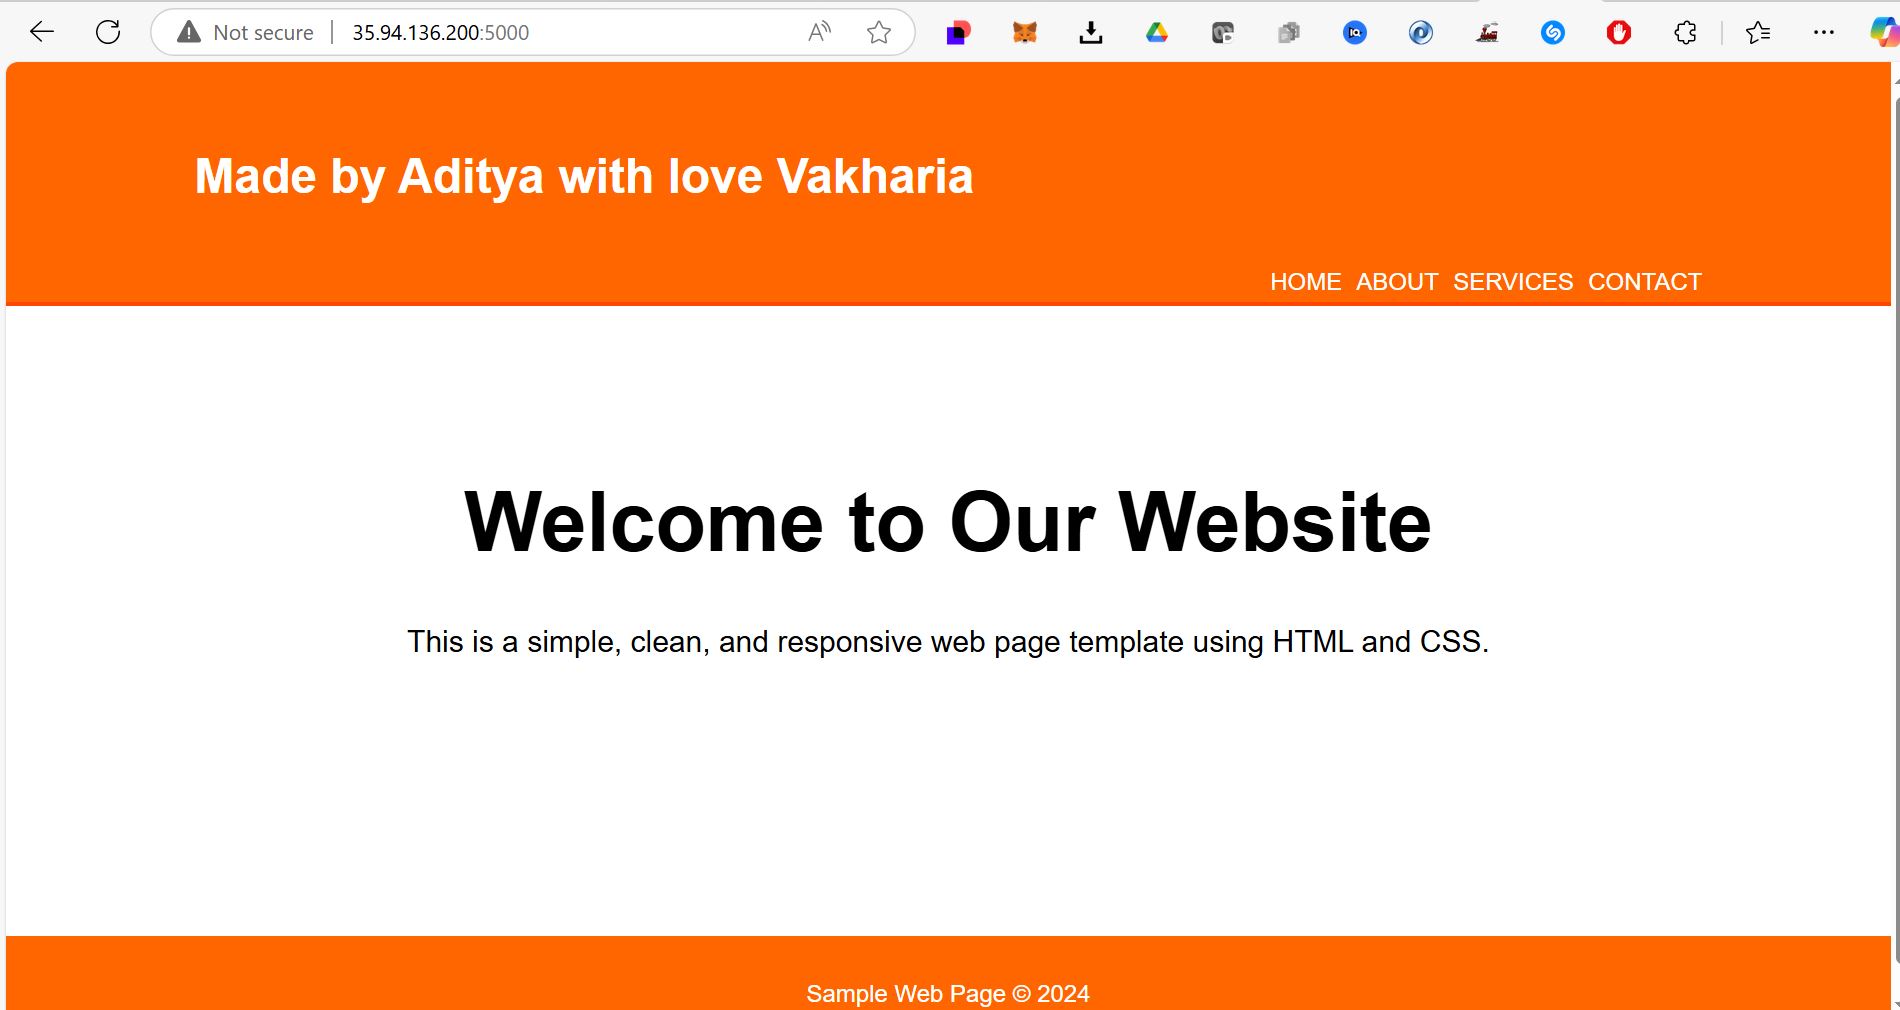 Not secure
35.94.136.200:5000
Made by Aditya with love Vakharia
HOME ABOUT SERVICES CONTACT
Welcome to Our Website
This is a simple, clean, and responsive web page template using HTML and CSS.
Sample Web Page © 2024